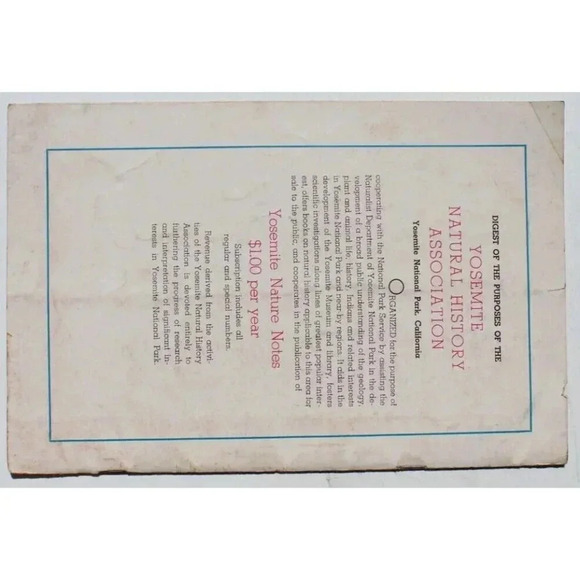 DIGEST OF THE PURPOSES OF THE
YOSEMITE
NATURAL HISTORY
ASSOCIATION
Yosemite National Park, California
ORGANIZED for the purpose of
cooperating with the National Park Service by assisting the
Naturalist Department of Yosemite National Park in the de-
velopment of a broad public understanding of the geology,
plant and animal life, history, Indians and related interests
in Yosemite National Park and near-by regions. It aids in the
development of the Yosemite Museum and library, fosters
scientific investigations along lines of greatest popular inter-
est, offers books on natural history applicable to this area for
sale to the public, and cooperates in the publication of
Yosemite Nature Notes
$1.00 per year
Subscription includes all
regular and special numbers.
Revenue derived from the activi-
ties of the Yosemite Natural History
Association is devoted entirely to
furthering the progress of research
and interpretation of significant in-
terests in Yosemite National Park.